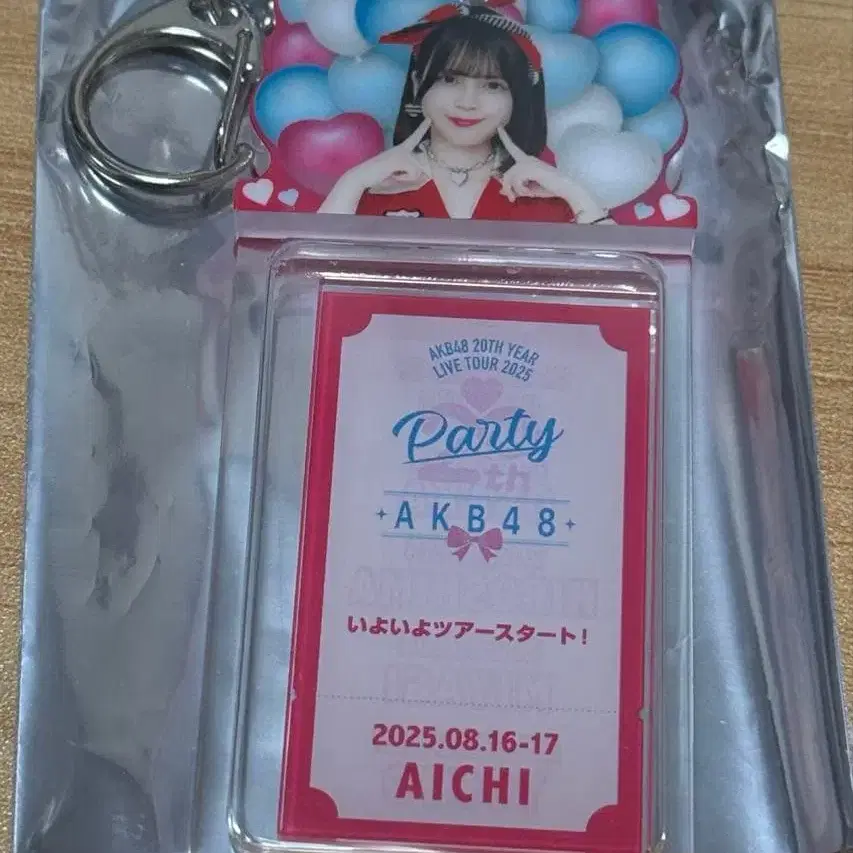 AKB48 20TH YEAR
LIVE TOUR 2025
Party
AKB48
いよいよツアースタート!
2025.08.16-17
AICHI